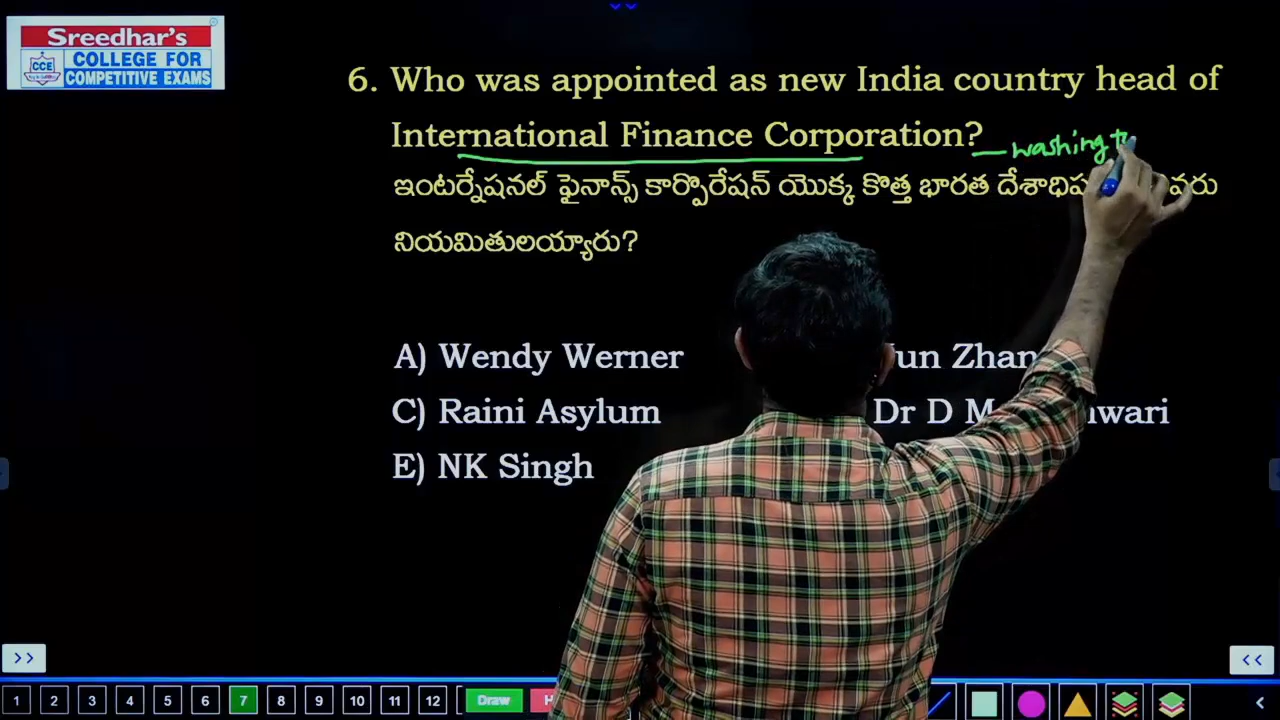 Sreedhar's
CCE
COLLEGE FOR
COMPETITIVE EXAMS
6. Who was appointed as new India country head of
International Finance Corporation?
washing
ఇంటర్నేషనల్ ఫైనాన్స్ కార్పొరేషన్ యొక్క కొత్త భారత
నియమితులయ్యారు?
A) Wendy Werner
C) Raini Asylum Dr D
E) NK Singh
>> <<
1 2 3 4 5 6 7 8 9 10 11 12 Draw